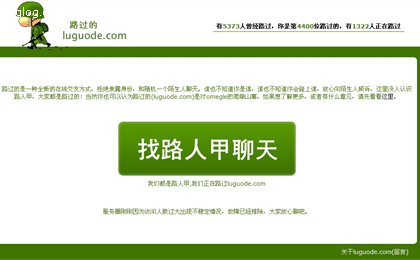 glog.
路过的
luguode.com
有5373人曾经路过，你是第4400位路过的，有1322人正在路过
路过的是一种全新的在线交友方式，拒绝表露身份，和随机一个陌生人聊天。谁也不知道你是谁，谁也不知道你会碰上谁，放心向陌生人倾诉，这里没人认识
路人甲，大家都是路过的！当然你也可以认为路过的(luguode.com)是对omegle的简单山寨。如果想了解更多，或者有什么意见，请先看看这里。
找路人甲聊天
我们都是路人甲,我们正在路过luguode.com
服务器刚刚因为访问人数过大出现不稳定情况，故障已经排除，大家放心聊吧。
关于luguode.com(留言)